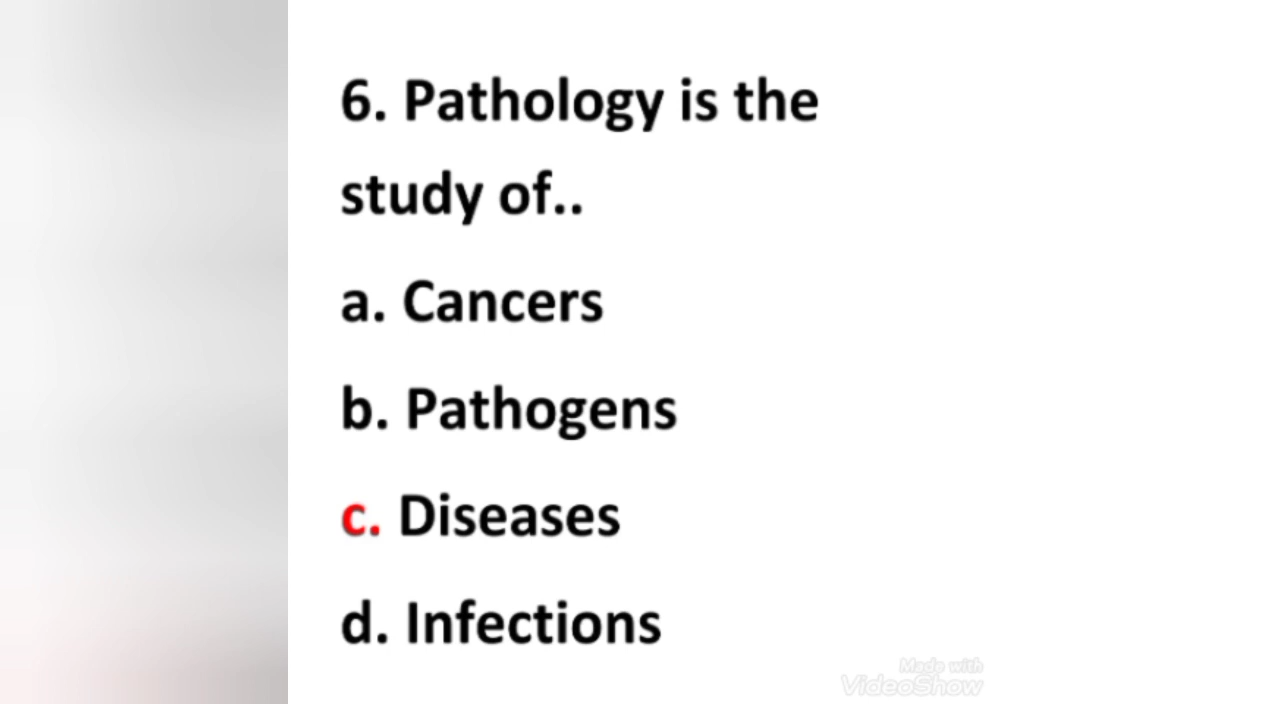 6. Pathology is the
study of..
a. Cancers
b. Pathogens
c. Diseases
d. Infections
Made with
VideoShow